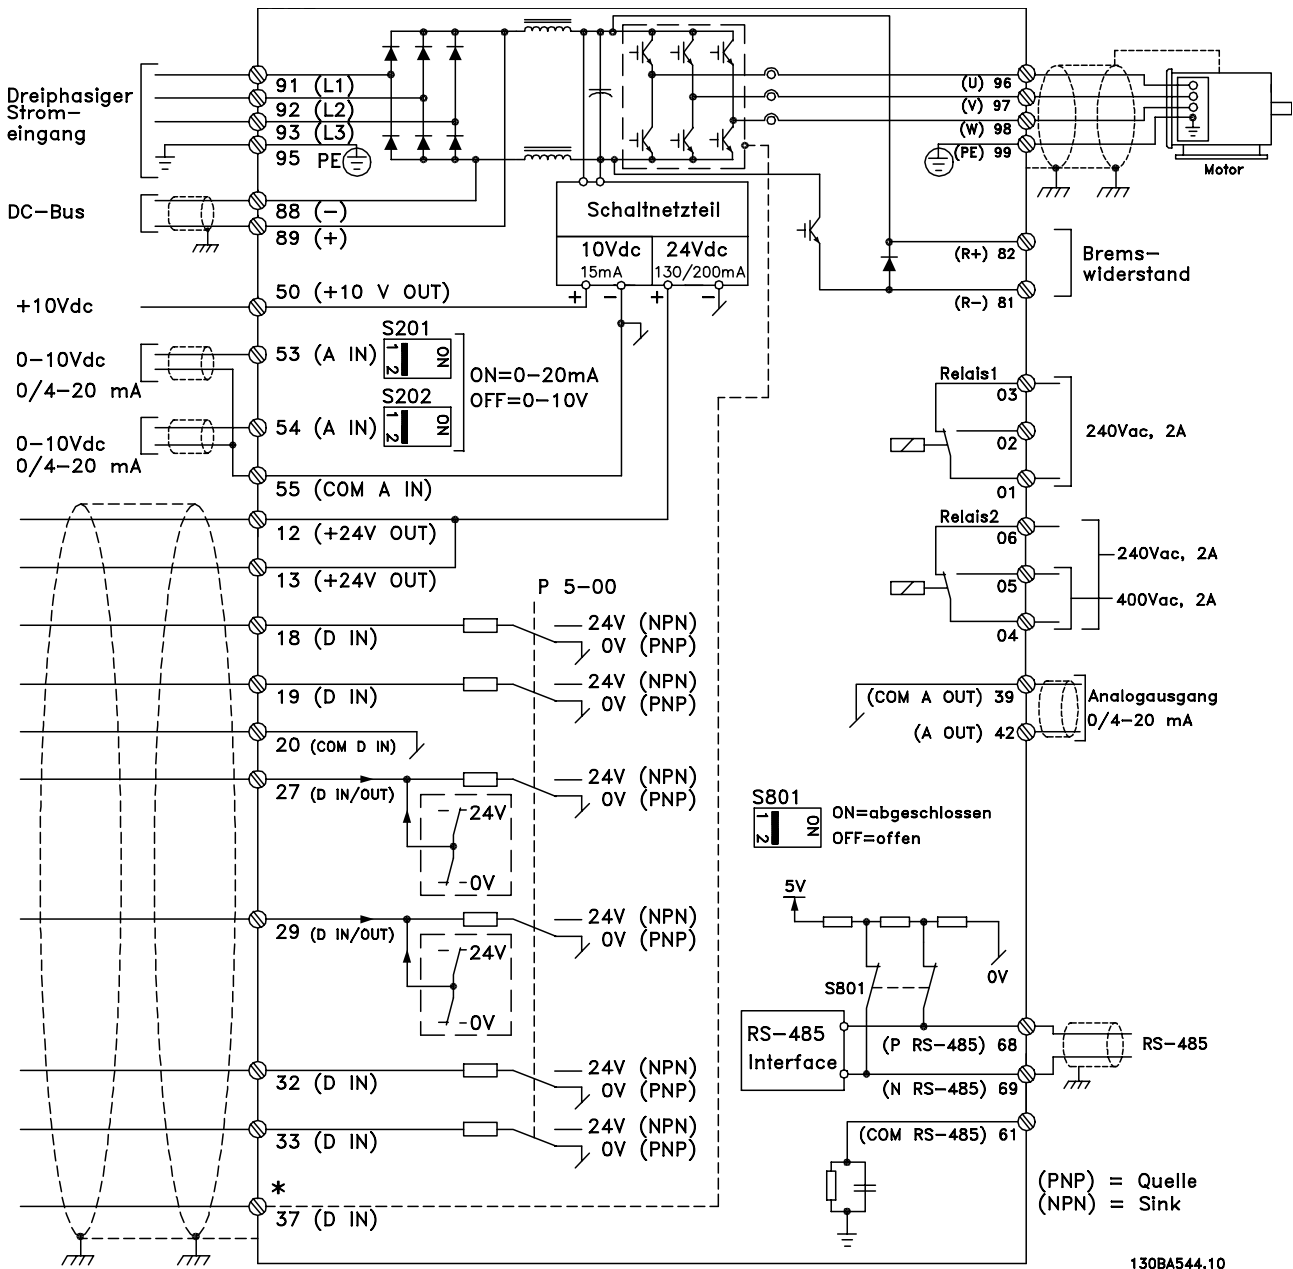 Dreiphasiger
Strom-
eingang
91 (L1)
92 (L2)
93 (L3)
95 PE
DC-Bus
88 (-)
89 (+)
+10Vdc
50 (+10 V OUT)
0-10Vdc
0/4-20 mA
53 (A IN)
S201
1 2
ON
ON=0-20mA
OFF=0-10V
0-10Vdc
0/4-20 mA
54 (A IN)
S202
1 2
ON
55 (COM A IN)
12 (+24V OUT)
13 (+24V OUT)
P 5-00
18 (D IN)
24V (NPN)
0V (PNP)
19 (D IN)
24V (NPN)
0V (PNP)
20 (COM D IN)
27 (D IN/OUT)
24V (NPN)
0V (PNP)
24V
0V
29 (D IN/OUT)
24V (NPN)
0V (PNP)
24V
0V
32 (D IN)
24V (NPN)
0V (PNP)
33 (D IN)
24V (NPN)
0V (PNP)
*
37 (D IN)
Schaltnetzteil
10Vdc
15mA
24Vdc
130/200mA
+ - + -
(U) 96
(V) 97
(W) 98
(PE) 99
Motor
(R+) 82
(R-) 81
Brems-
widerstand
Relais1
03
02
01
240Vac, 2A
Relais2
06
05
04
240Vac, 2A
400Vac, 2A
(COM A OUT) 39
(A OUT) 42
Analogausgang
0/4-20 mA
S801
1 2
ON
ON=abgeschlossen
OFF=offen
5V
0V
S801
RS-485
Interface
(P RS-485) 68
(N RS-485) 69
RS-485
(COM RS-485) 61
(PNP) = Quelle
(NPN) = Sink
130BA544.10